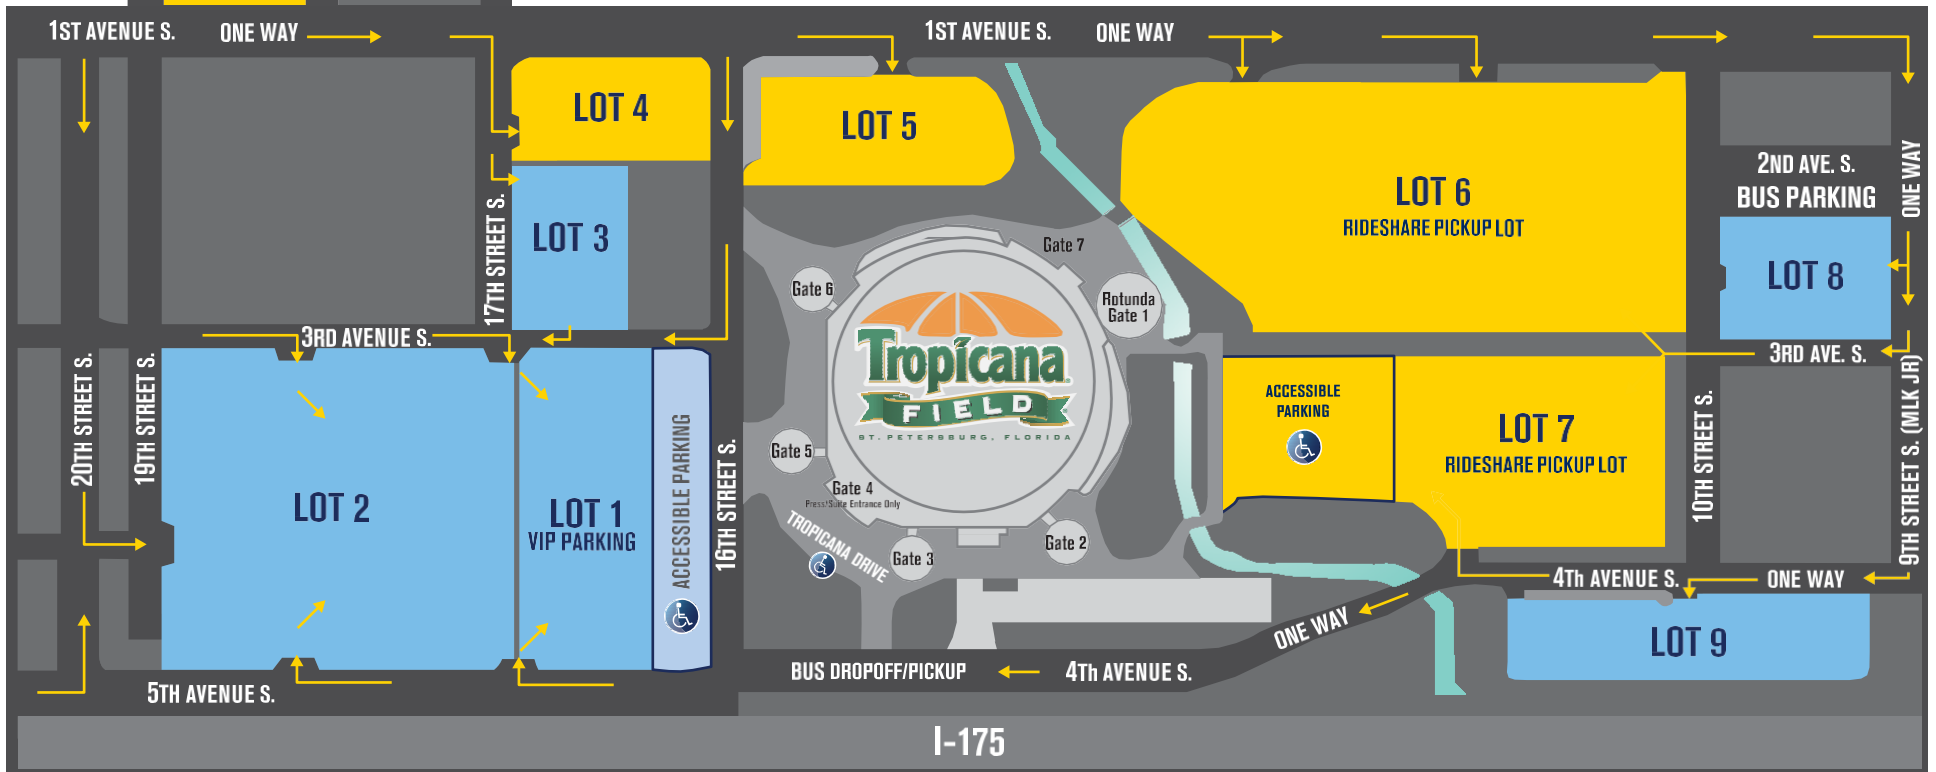 1ST AVENUE S.
ONE WAY
1ST AVENUE S.
ONE WAY
LOT 4
LOT 5
LOT 6
RIDESHARE PICKUP LOT
2ND AVE. S.
BUS PARKING
ONE WAY
LOT 3
17TH STREET S.
Gate 7
Gate 6
Rotunda
Gate 1
LOT 8
3RD AVENUE S.
Tropicana
FIELD
ST. PETERSBURG, FLORIDA
3RD AVE. S.
20TH STREET S.
19TH STREET S.
ACCESSIBLE PARKING
16TH STREET S.
ACCESSIBLE
PARKING
LOT 7
RIDESHARE PICKUP LOT
10TH STREET S.
9TH STREET S. (MLK JR)
Gate 5
Gate 4
Press/Suite Entrance Only
LOT 2
LOT 1
VIP PARKING
TROPICANA DRIVE
Gate 3
Gate 2
4TH AVENUE S.
ONE WAY
ONE WAY
LOT 9
BUS DROPOFF/PICKUP
4TH AVENUE S.
5TH AVENUE S.
I-175